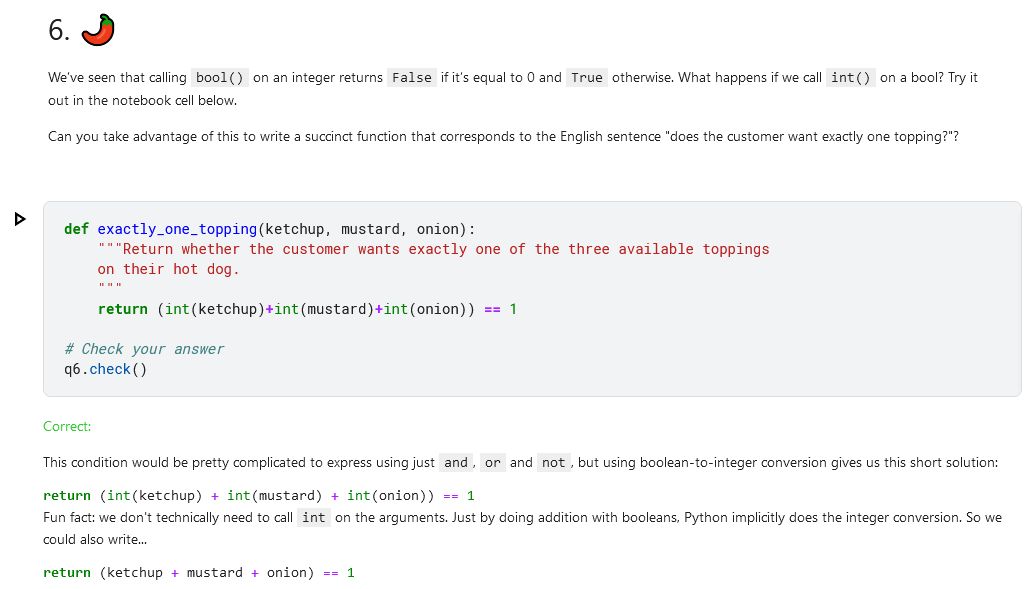 6. 🌶️
We've seen that calling bool() on an integer returns False if it's equal to 0 and True otherwise. What happens if we call int() on a bool? Try it
out in the notebook cell below.
Can you take advantage of this to write a succinct function that corresponds to the English sentence "does the customer want exactly one topping?"?
def exactly_one_topping(ketchup, mustard, onion):
    """Return whether the customer wants exactly one of the three available toppings
    on their hot dog.
    """
    return (int(ketchup)+int(mustard)+int(onion)) == 1
# Check your answer
q6.check()
Correct:
This condition would be pretty complicated to express using just and, or and not, but using boolean-to-integer conversion gives us this short solution:
return (int(ketchup) + int(mustard) + int(onion)) == 1
Fun fact: we don't technically need to call int on the arguments. Just by doing addition with booleans, Python implicitly does the integer conversion. So we
could also write...
return (ketchup + mustard + onion) == 1